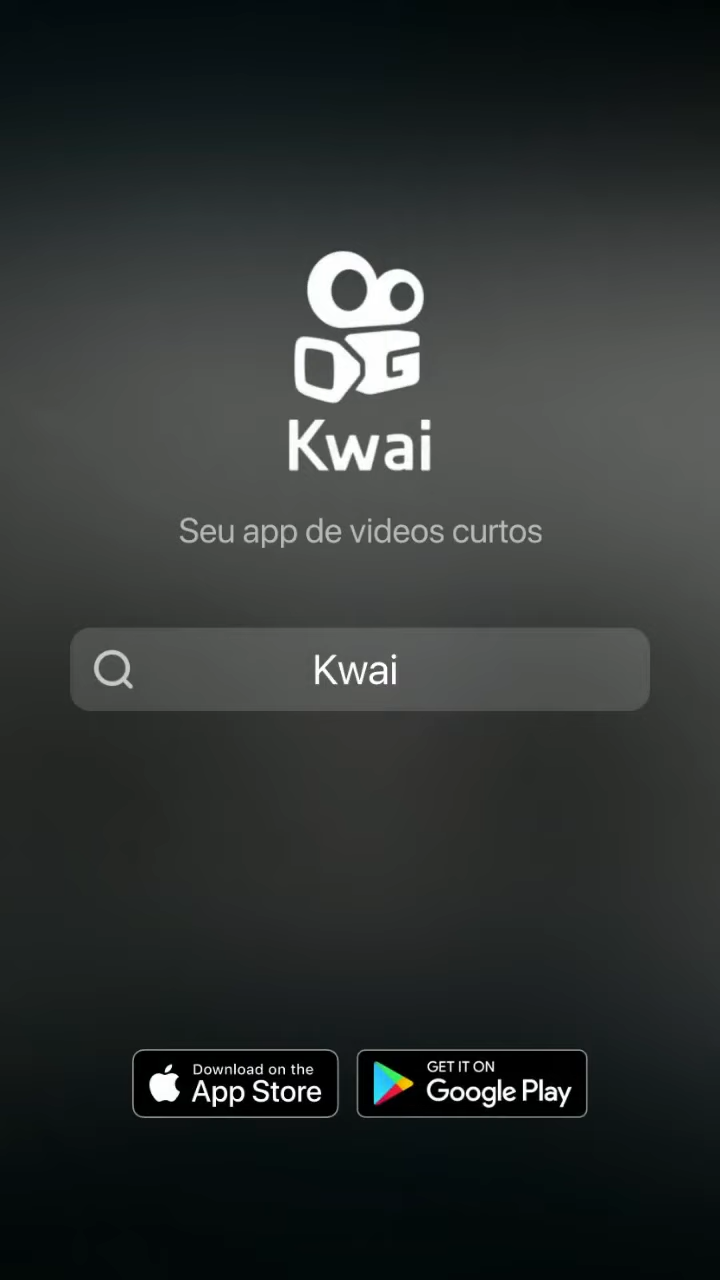 Kwai
Seu app de videos curtos
Kwai
Download on the
App Store
GET IT ON
Google Play